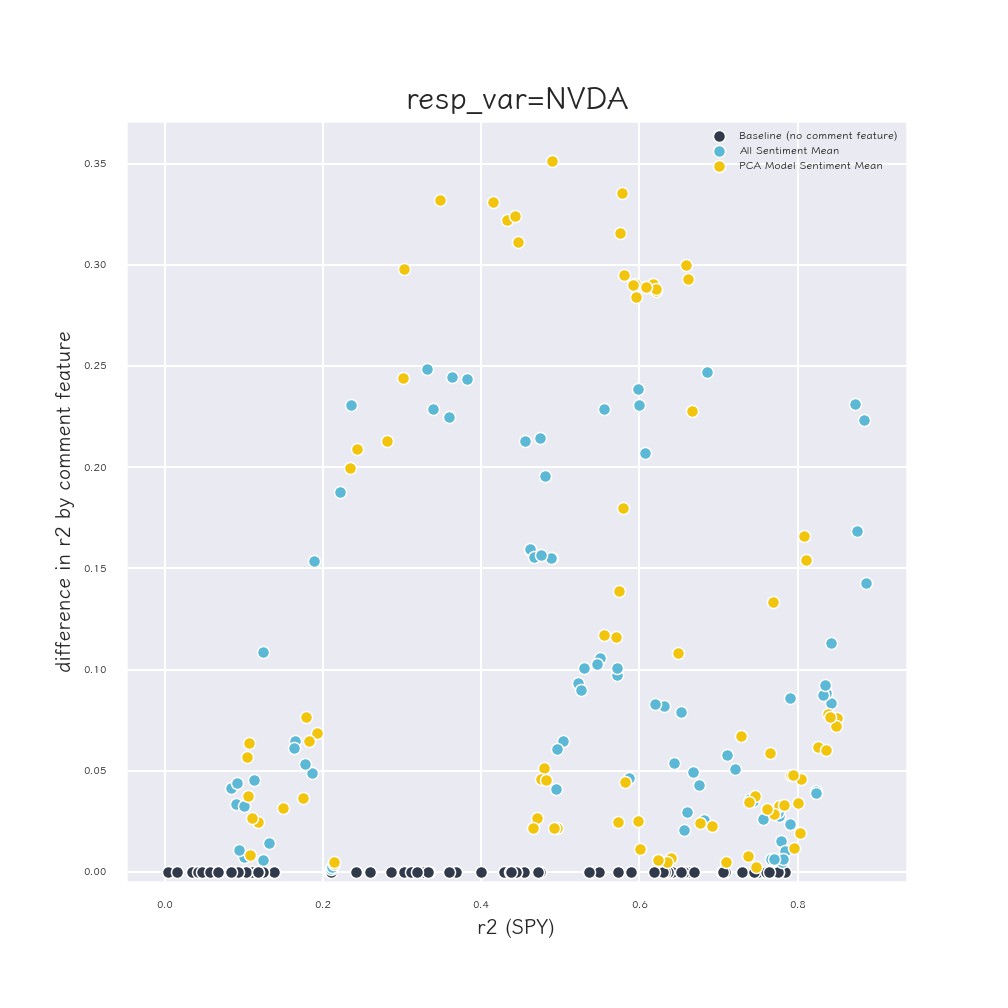 resp_var=NVDA
Baseline (no comment feature)
All Sentiment Mean
PCA Model Sentiment Mean
difference in r2 by comment feature
0.35
0.30
0.25
0.20
0.15
0.10
0.05
0.00
0.0 0.2 0.4 0.6 0.8
r2 (SPY)